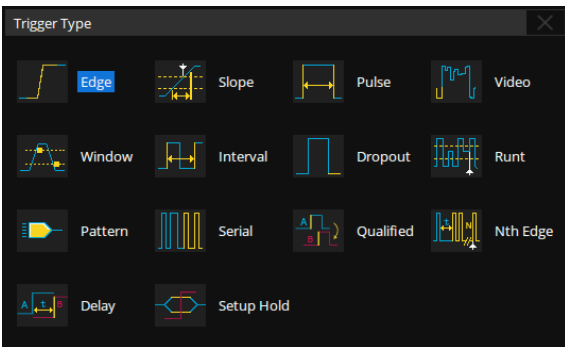 Trigger Type
Edge Slope Pulse Video
Window Interval Dropout Runt
Pattern Serial A B Qualified N Nth Edge
A t B Delay Setup Hold